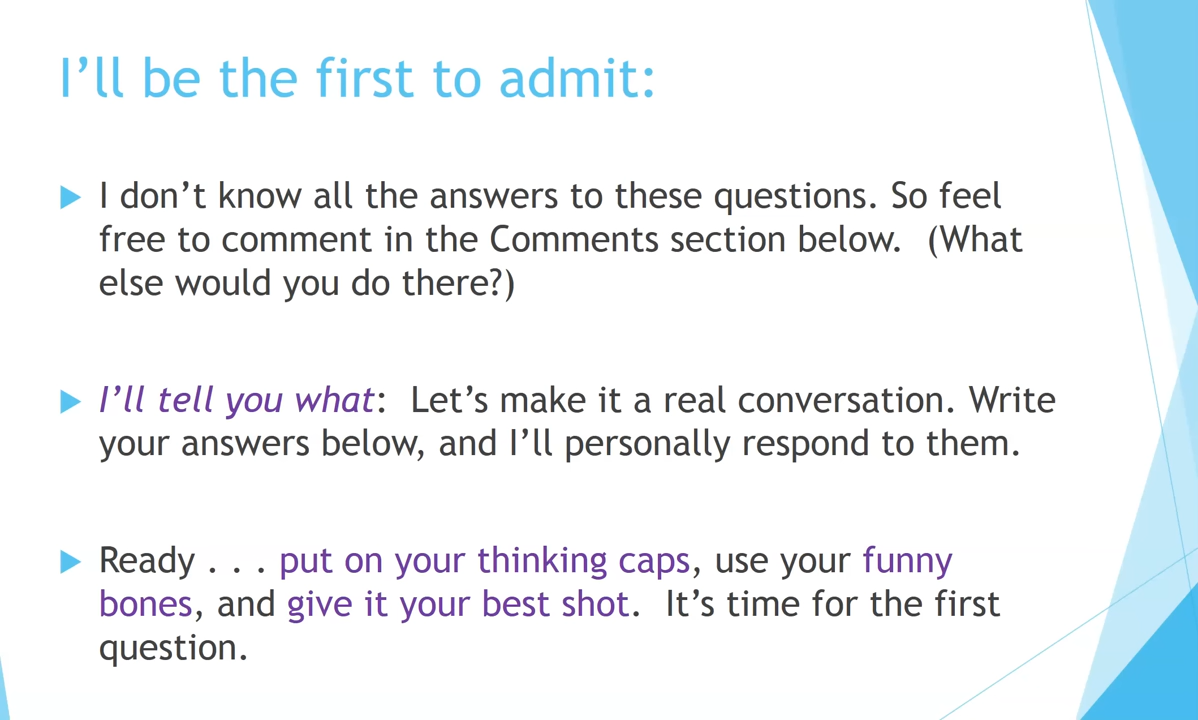 I’ll be the first to admit:
I don’t know all the answers to these questions. So feel
free to comment in the Comments section below.  (What
else would you do there?)
I’ll tell you what:  Let’s make it a real conversation. Write
your answers below, and I’ll personally respond to them.
Ready . . . put on your thinking caps, use your funny
bones, and give it your best shot.  It’s time for the first
question.